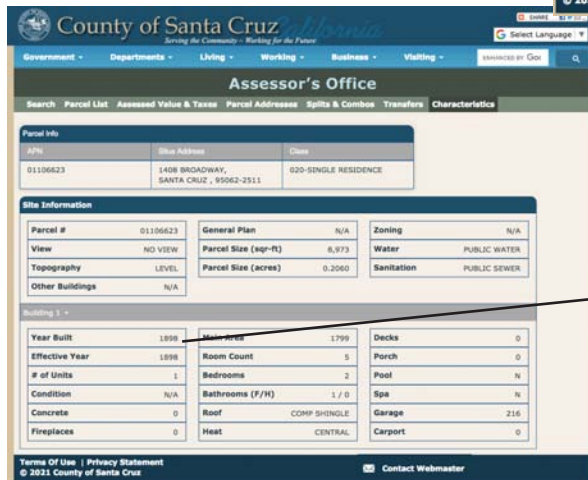 © 20
County of Santa Cruz
Serving the Community - Working for the Future
SHARE
Select Language ▼
Government Departments Living Working Business Visiting ENHANCED BY Goo
Assessor's Office
Search Parcel List Assessed Value & Taxes Parcel Addresses Splits & Combos Transfers Characteristics
Parcel Info
APN Situs Address Class
01106623 1408 BROADWAY, 020-SINGLE RESIDENCE
SANTA CRUZ , 95062-2511
Site Information
Parcel # 01106623 General Plan N/A Zoning N/A
View NO VIEW Parcel Size (sqr-ft) 8,973 Water PUBLIC WATER
Topography LEVEL Parcel Size (acres) 0.2060 Sanitation PUBLIC SEWER
Other Buildings N/A
Building 1
Year Built 1898 Main Area 1799 Decks 0
Effective Year 1898 Room Count 5 Porch 0
# of Units 1 Bedrooms 2 Pool N
Condition N/A Bathrooms (F/H) 1 / 0 Spa N
Concrete 0 Roof COMP SHINGLE Garage 216
Fireplaces 0 Heat CENTRAL Carport 0
Terms Of Use | Privacy Statement
© 2021 County of Santa Cruz
Contact Webmaster